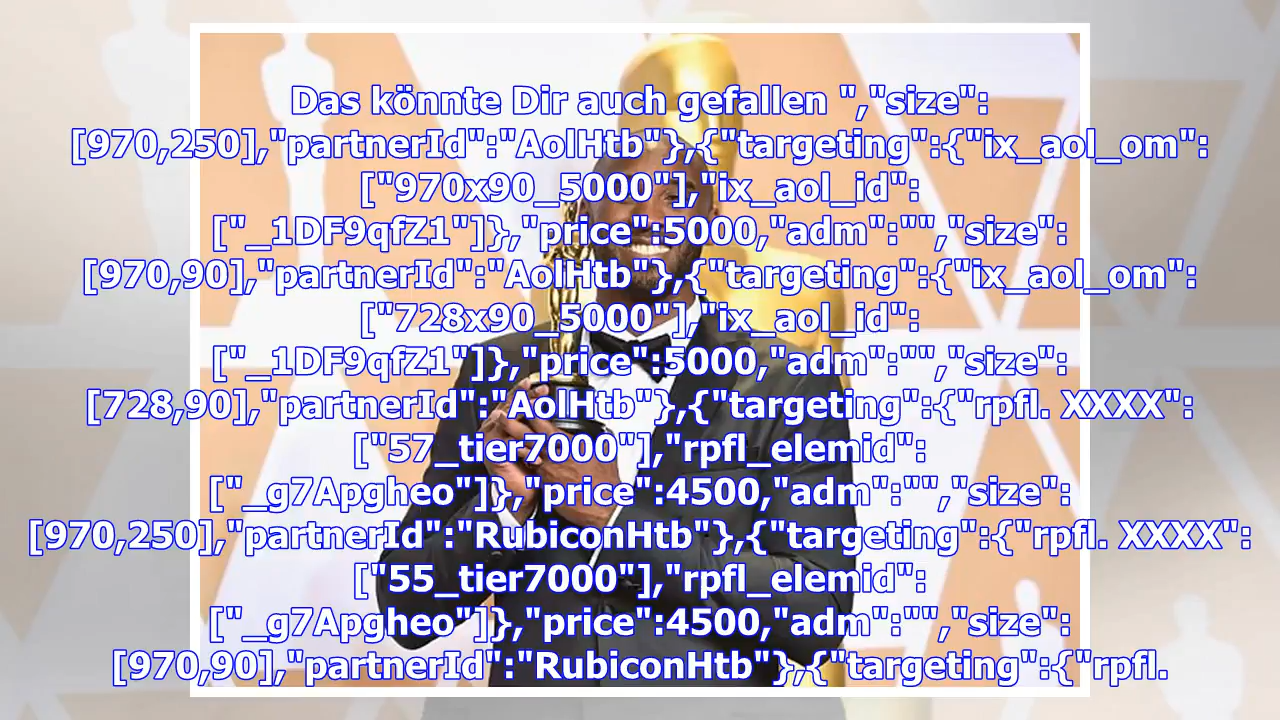 Das könnte Dir auch gefallen ","size":
[970,250],"partnerId":"AolHtb"},{"targeting":{"ix_aol_om":
["970x90_5000"],"ix_aol_id":
["_1DF9qfZ1"]},"price":5000,"adm":"","size":
[970,90],"partnerId":"AolHtb"},{"targeting":{"ix_aol_om":
["728x90_5000"],"ix_aol_id":
["_1DF9qfZ1"]},"price":5000,"adm":"","size":
[728,90],"partnerId":"AolHtb"},{"targeting":{"rpfl. XXXX":
["57_tier7000"],"rpfl_elemid":
["_g7Apgheo"]},"price":4500,"adm":"","size":
[970,250],"partnerId":"RubiconHtb"},{"targeting":{"rpfl. XXXX":
["55_tier7000"],"rpfl_elemid":
["_g7Apgheo"]},"price":4500,"adm":"","size":
[970,90],"partnerId":"RubiconHtb"},{"targeting":{"rpfl.